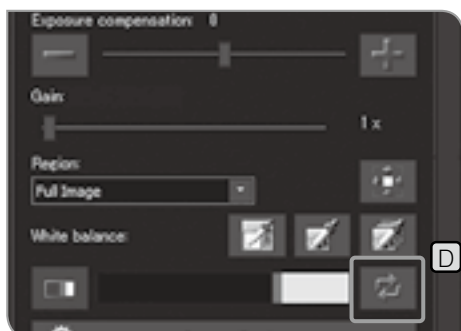 Exposure compensation: 0
Gain:
1 x
Region:
Full Image
White balance:
D